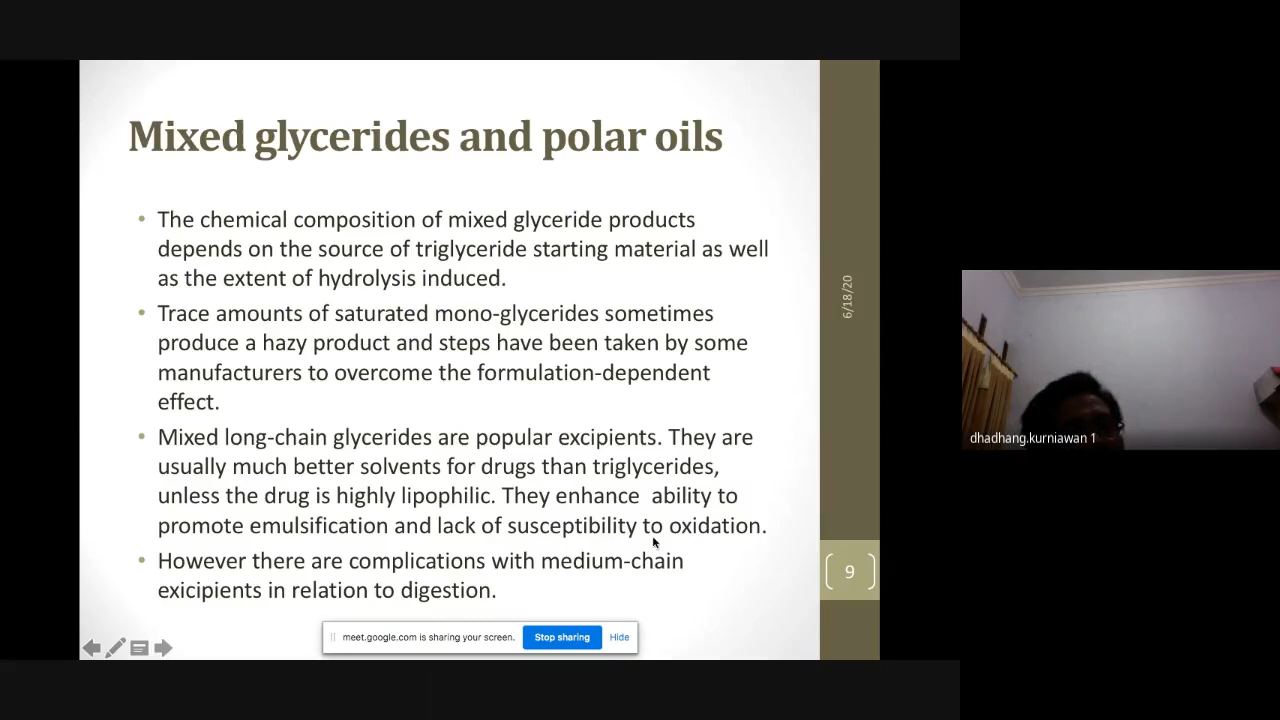 Mixed glycerides and polar oils
• The chemical composition of mixed glyceride products
depends on the source of triglyceride starting material as well
as the extent of hydrolysis induced.
• Trace amounts of saturated mono-glycerides sometimes
produce a hazy product and steps have been taken by some
manufacturers to overcome the formulation-dependent
effect.
• Mixed long-chain glycerides are popular excipients. They are
usually much better solvents for drugs than triglycerides,
unless the drug is highly lipophilic. They enhance  ability to
promote emulsification and lack of susceptibility to oxidation.
• However there are complications with medium-chain
exicipients in relation to digestion.
6/18/20
9
meet.google.com is sharing your screen.
Stop sharing
Hide
dhadhang.kurniawan 1